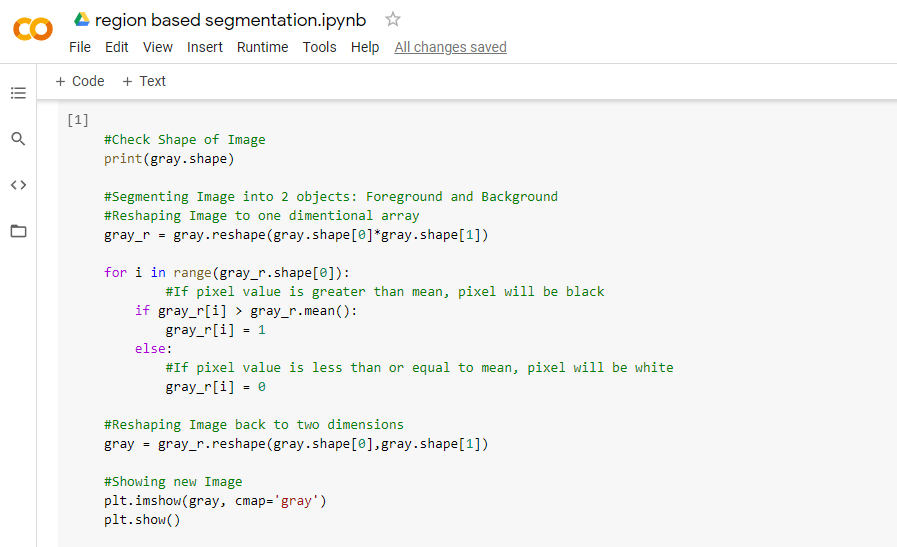 region based segmentation.ipynb
File Edit View Insert Runtime Tools Help All changes saved
+ Code + Text
[1]
#Check Shape of Image
print(gray.shape)
#Segmenting Image into 2 objects: Foreground and Background
#Reshaping Image to one dimentional array
gray_r = gray.reshape(gray.shape[0]*gray.shape[1])
for i in range(gray_r.shape[0]):
#If pixel value is greater than mean, pixel will be black
if gray_r[i] > gray_r.mean():
gray_r[i] = 1
else:
#If pixel value is less than or equal to mean, pixel will be white
gray_r[i] = 0
#Reshaping Image back to two dimensions
gray = gray_r.reshape(gray.shape[0],gray.shape[1])
#Showing new Image
plt.imshow(gray, cmap='gray')
plt.show()